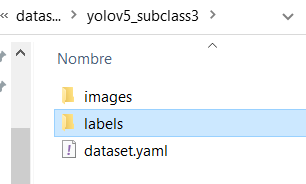 datas... yolov5_subclass3
Nombre
images
labels
dataset.yaml